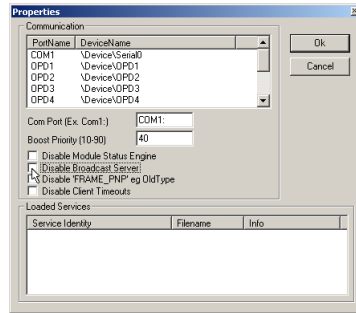 Properties
Communication
PortName DeviceName
COM1 \Device\Serial0
OPD1 \Device\OPD1
OPD2 \Device\OPD2
OPD3 \Device\OPD3
OPD4 \Device\OPD4
Ok
Cancel
Com Port (Ex. Com1:) COM1:
Boost Priority (10-90) 40
Disable Module Status Engine
Disable Broadcast Server
Disable 'FRAME_PNP' eg OldType
Disable Client Timeouts
Loaded Services
Service Identity Filename Info